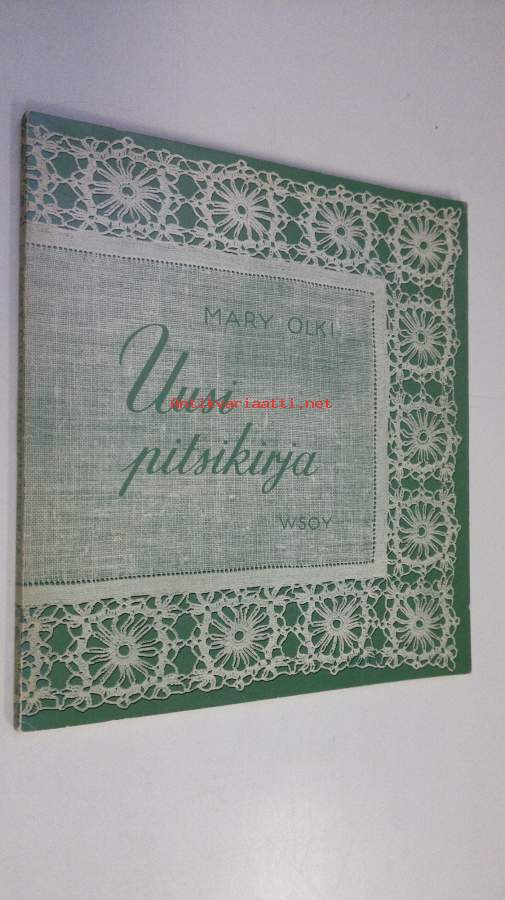 MARY OLKI
Uusi
Antikvariaatti.net
pitsikirja
WSOY